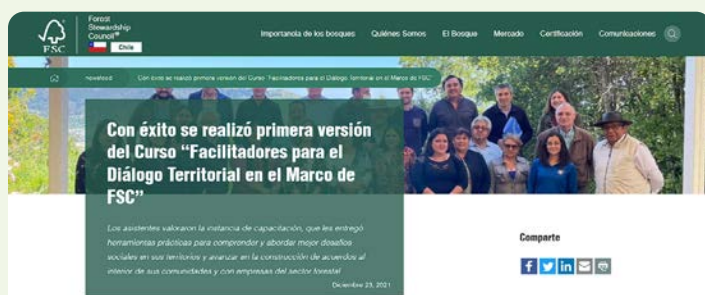 Forest
Stewardship
Council®
FSC
Chile
Importancia de los bosques Quiénes Somos El Bosque Mercado Certificación Comunicaciones
newsfeed Con éxito se realizó primera versión del Curso "Facilitadores para el Diálogo Territorial en el Marco de FSC"
Con éxito se realizó primera versión
del Curso "Facilitadores para el
Diálogo Territorial en el Marco de
FSC"
Los asistentes valoraron la instancia de capacitación, que les entregó
herramientas prácticas para comprender y abordar mejor desafíos
sociales en sus territorios y avanzar en la construcción de acuerdos al
interior de sus comunidades y con empresas del sector forestal
Diciembre 23, 2021
Comparte